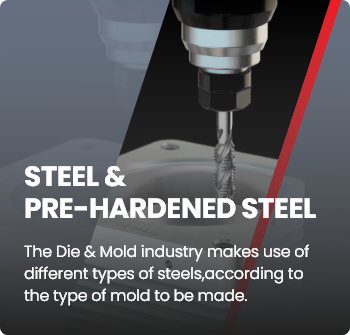 STEEL &
PRE-HARDENED STEEL
The Die & Mold industry makes use of
different types of steels,according to
the type of mold to be made.